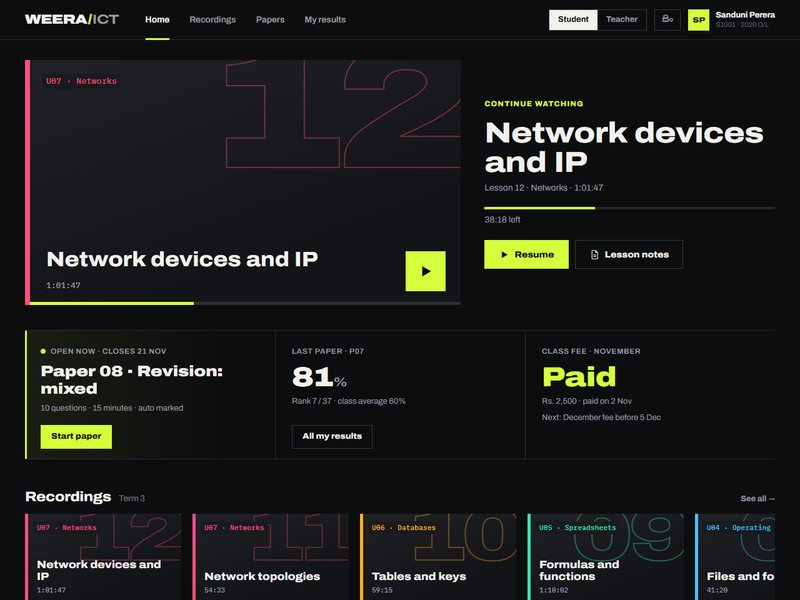 WEERA/ICT
Home
Recordings
Papers
My results
Student
Teacher
SP
Sanduni Perera
S1001 · 2026 O/L
U07 · Networks
12
Network devices and IP
1:01:47
CONTINUE WATCHING
Network devices
and IP
Lesson 12 · Networks · 1:01:47
38:18 left
Resume
Lesson notes
OPEN NOW · CLOSES 21 NOV
Paper 08 · Revision:
mixed
10 questions · 15 minutes · auto marked
Start paper
LAST PAPER · P07
81%
Rank 7 / 37 · class average 60%
All my results
CLASS FEE · NOVEMBER
Paid
Rs. 2,500 · paid on 2 Nov
Next: December fee before 5 Dec
Recordings
Term 3
See all →
U07 · Networks
12
Network devices and
IP
1:01:47
U07 · Networks
11
Network topologies
54:33
U06 · Databases
10
Tables and keys
59:15
U05 · Spreadsheets
09
Formulas and
functions
1:10:02
U04 · Operating
Files and fo
41:20